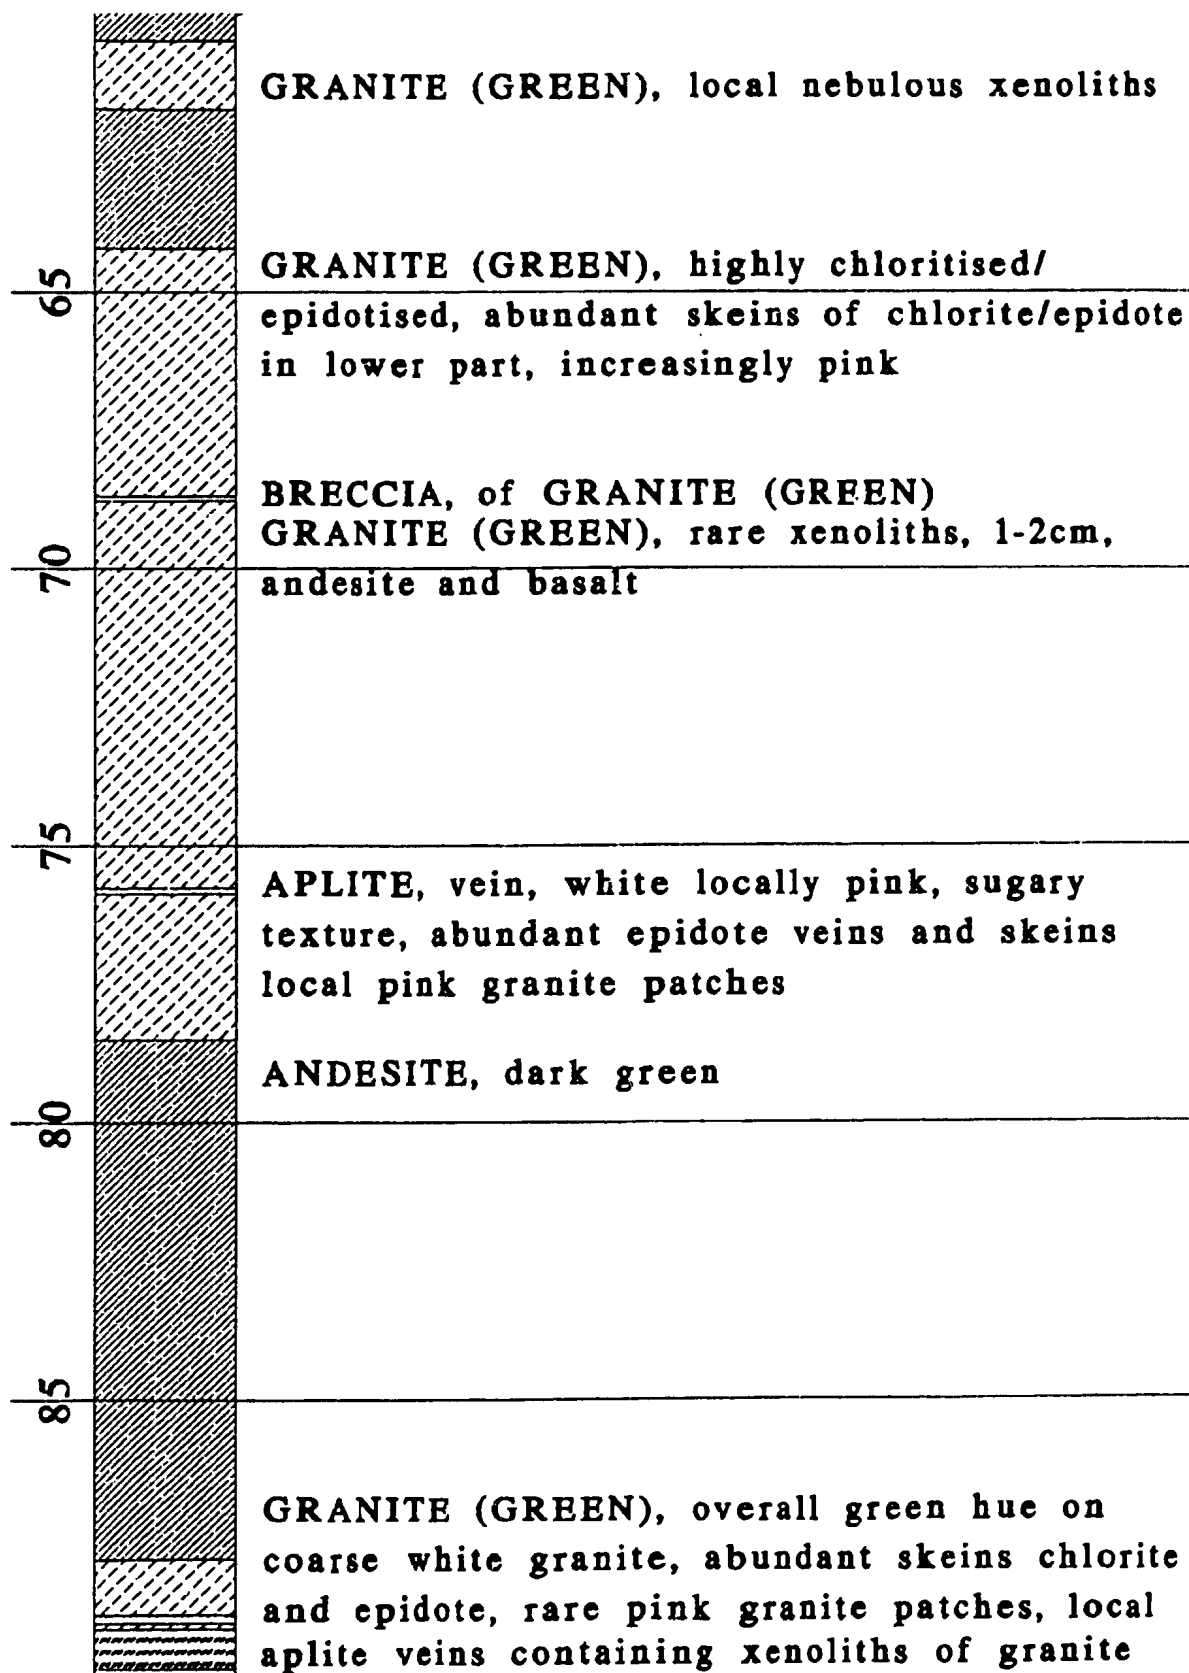 GRANITE (GREEN), local nebulous xenoliths
65
GRANITE (GREEN), highly chloritised/
epidotised, abundant skeins of chlorite/epidote
in lower part, increasingly pink
BRECCIA, of GRANITE (GREEN)
GRANITE (GREEN), rare xenoliths, 1-2cm,
70
andesite and basalt
75
APLITE, vein, white locally pink, sugary
texture, abundant epidote veins and skeins
local pink granite patches
ANDESITE, dark green
80
85
GRANITE (GREEN), overall green hue on
coarse white granite, abundant skeins chlorite
and epidote, rare pink granite patches, local
aplite veins containing xenoliths of granite